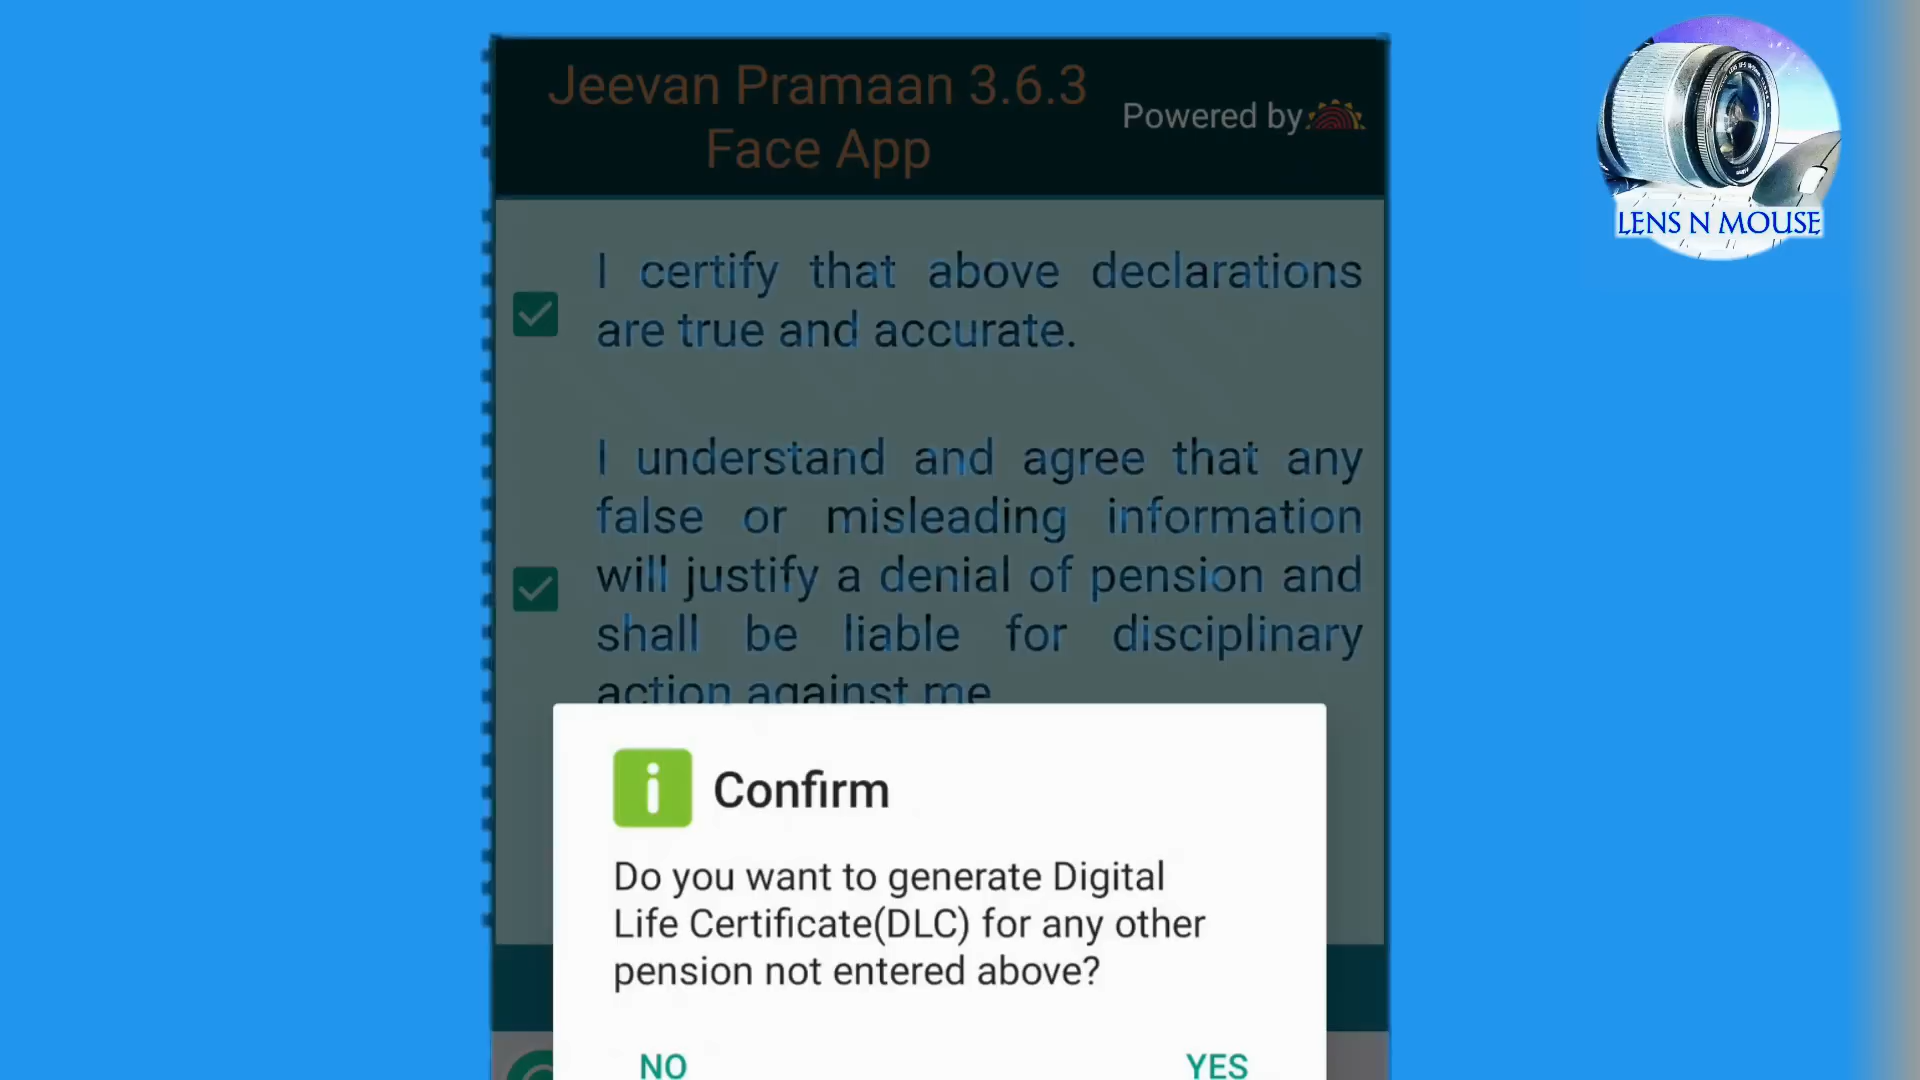 Jeevan Pramaan 3.6.3
Face App
Powered by
LENS N MOUSE
I certify that above declarations
are true and accurate.
I understand and agree that any
false or misleading information
will justify a denial of pension and
shall be liable for disciplinary
action against me
Confirm
Do you want to generate Digital
Life Certificate(DLC) for any other
pension not entered above?
NO
YES